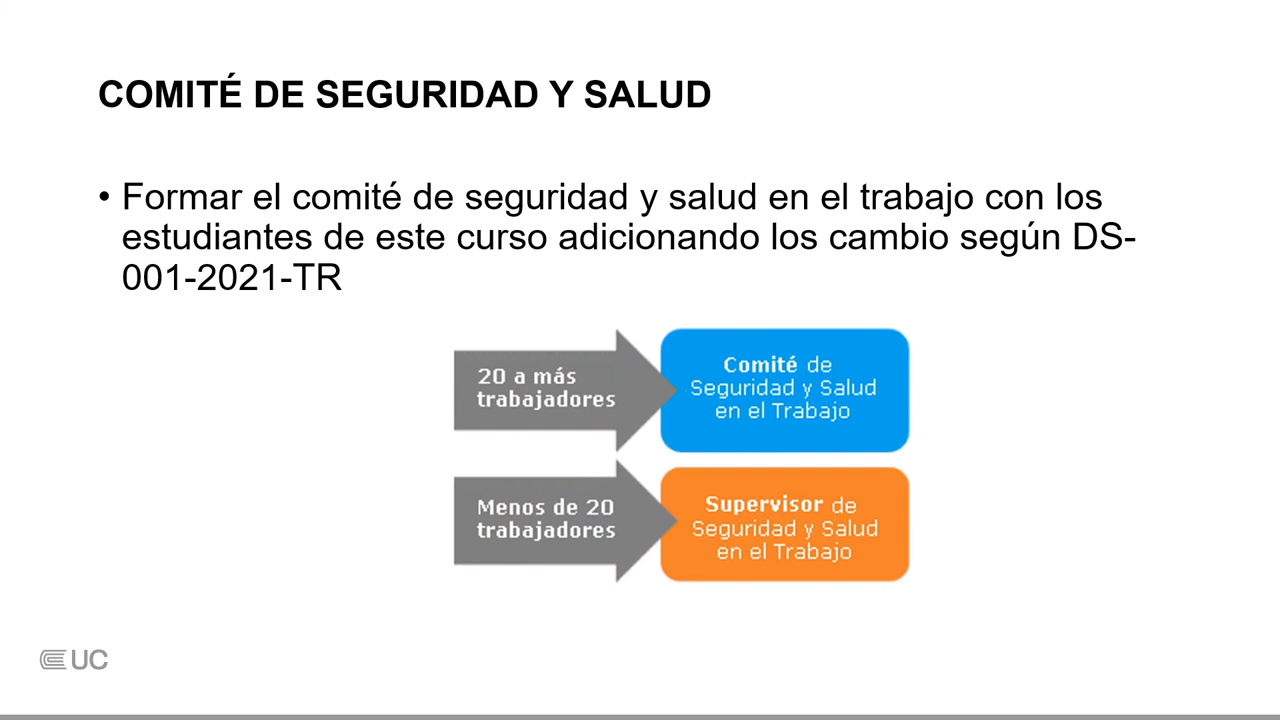 COMITÉ DE SEGURIDAD Y SALUD
• Formar el comité de seguridad y salud en el trabajo con los
estudiantes de este curso adicionando los cambio según DS-
001-2021-TR
20 a más
trabajadores
Comité de
Seguridad y Salud
en el Trabajo
Menos de 20
trabajadores
Supervisor de
Seguridad y Salud
en el Trabajo
UC